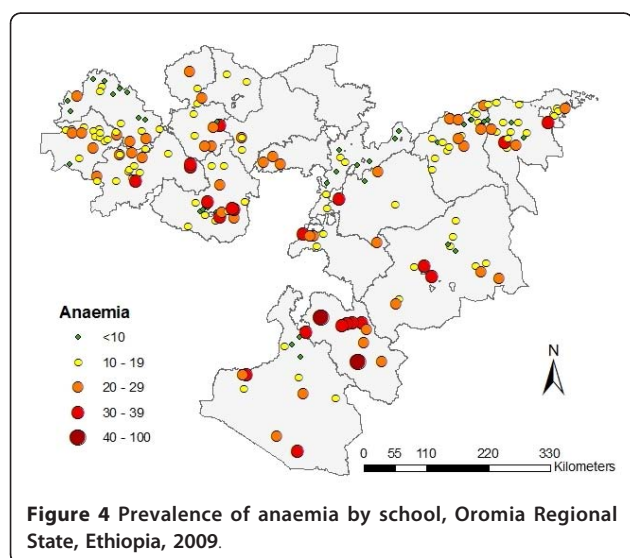 Anaemia
<10
10 - 19
20 - 29
30 - 39
40 - 100
N
0 55 110 220 330
Kilometers
Figure 4 Prevalence of anaemia by school, Oromia Regional
State, Ethiopia, 2009.